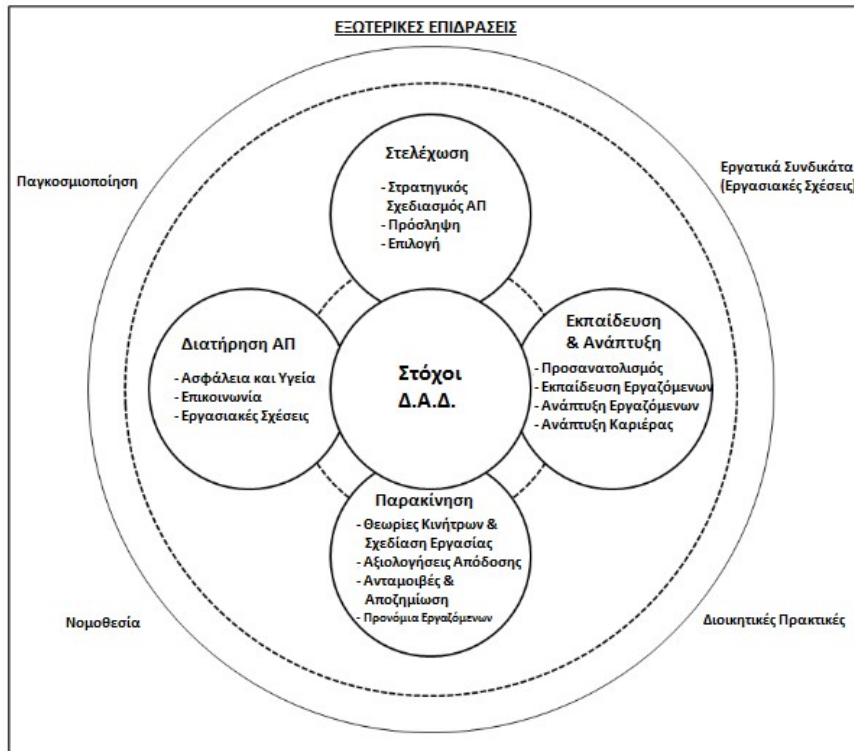 ΕΞΩΤΕΡΙΚΕΣ ΕΠΙΔΡΑΣΕΙΣ
Στελέχωση
- Στρατηγικός
Σχεδιασμός ΑΠ
- Πρόσληψη
- Επιλογή
Παγκοσμιοποίηση
Εργατικά Συνδικάτα
(Εργασιακές Σχέσεις)
Διατήρηση ΑΠ
- Ασφάλεια και Υγεία
- Επικοινωνία
- Εργασιακές Σχέσεις
Στόχοι
Δ.Α.Δ.
Εκπαίδευση
& Ανάπτυξη
- Προσανατολισμός
- Εκπαίδευση Εργαζόμενων
- Ανάπτυξη Εργαζόμενων
- Ανάπτυξη Καριέρας
Παρακίνηση
- Θεωρίες Κινήτρων &
Σχεδίαση Εργασίας
- Αξιολογήσεις Απόδοσης
- Ανταμοιβές &
Αποζημίωση
- Προνόμια Εργαζόμενων
Νομοθεσία
Διοικητικές Πρακτικές